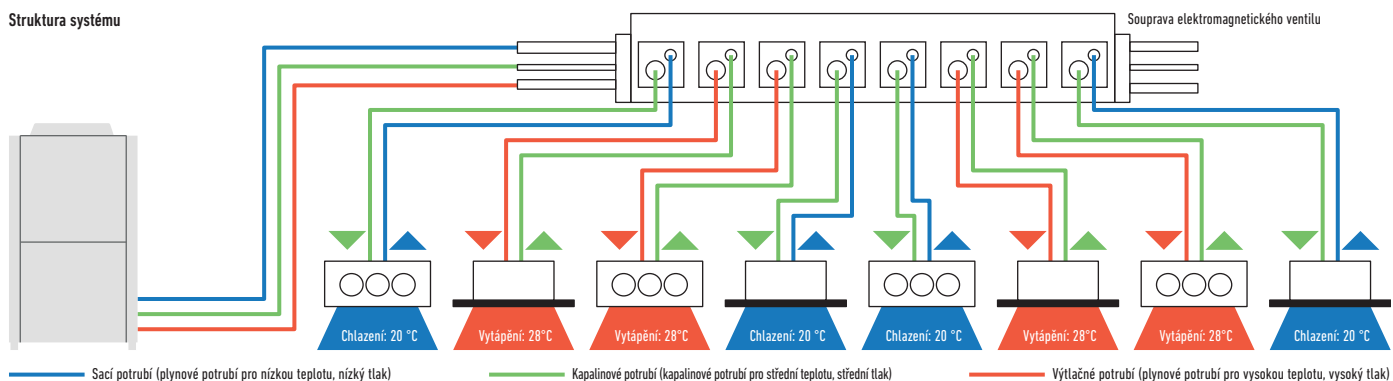 Struktura systému
Souprava elektromagnetického ventilu
Chlazení: 20 °C
Vytápění: 28°C
Vytápění: 28°C
Chlazení: 20 °C
Chlazení: 20 °C
Vytápění: 28°C
Vytápění: 28°C
Chlazení: 20 °C
Sací potrubí (plynové potrubí pro nízkou teplotu, nízký tlak)
Kapalinové potrubí (kapalinové potrubí pro střední teplotu, střední tlak)
Výtlačné potrubí (plynové potrubí pro vysokou teplotu, vysoký tlak)